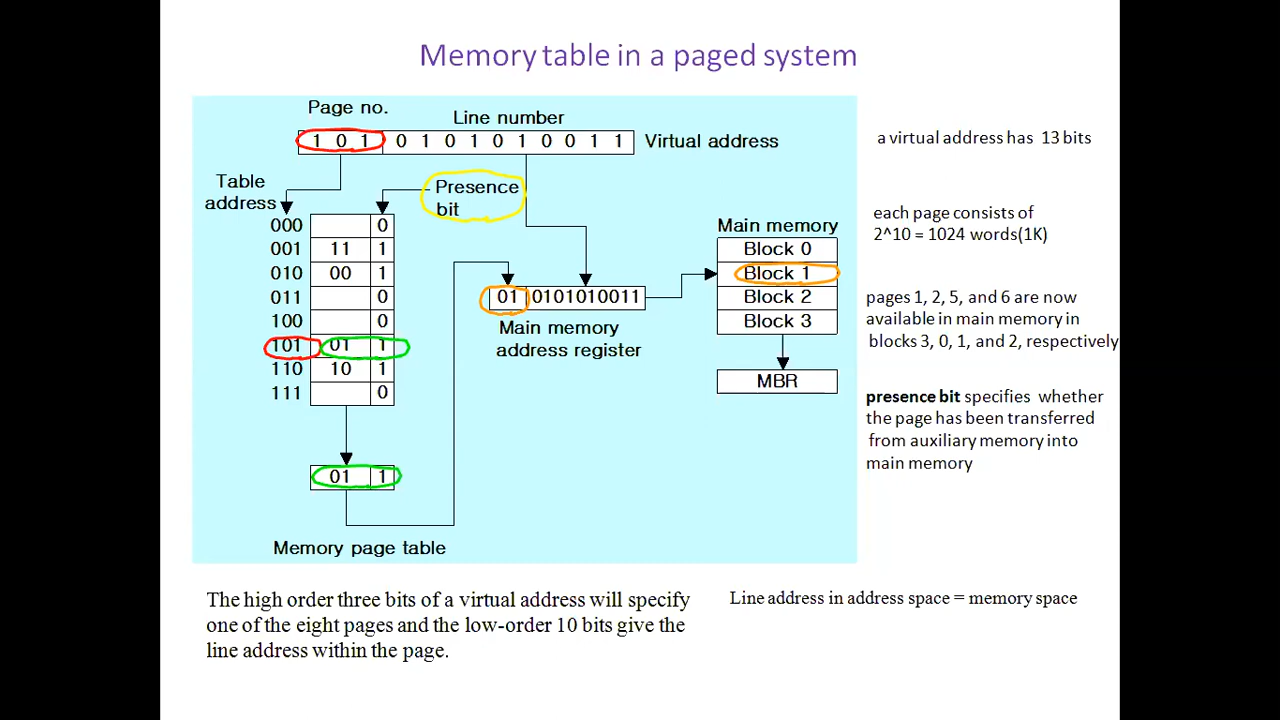 Memory table in a paged system
Page no.
Line number
1 0 1 0 1 0 1 0 1 0 0 1 1 Virtual address
Table
address
Presence
bit
000 0
001 11 1
010 00 1
011 0
100 0
101 01 1
110 10 1
111 0
01 1
Memory page table
01 0101010011
Main memory
address register
Main memory
Block 0
Block 1
Block 2
Block 3
MBR
a virtual address has 13 bits
each page consists of
2^10 = 1024 words(1K)
pages 1, 2, 5, and 6 are now
available in main memory in
blocks 3, 0, 1, and 2, respectively
presence bit specifies whether
the page has been transferred
from auxiliary memory into
main memory
The high order three bits of a virtual address will specify
one of the eight pages and the low-order 10 bits give the
line address within the page.
Line address in address space = memory space